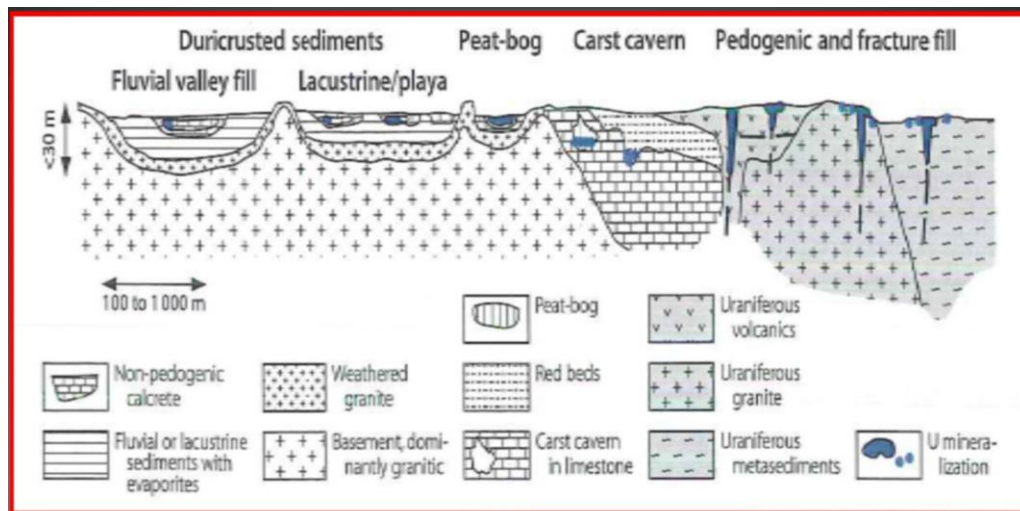 Duricrusted sediments Peat-bog Carst cavern Pedogenic and fracture fill
Fluvial valley fill Lacustrine/playa
<30 m
100 to 1 000 m
Peat-bog
Uraniferous
volcanics
Non-pedogenic
calcrete
Weathered
granite
Red beds
Uraniferous
granite
Fluvial or lacustrine
sediments with
evaporites
Basement, domi-
nantly granitic
Carst cavern
in limestone
Uraniferous
metasediments
U minera-
lization